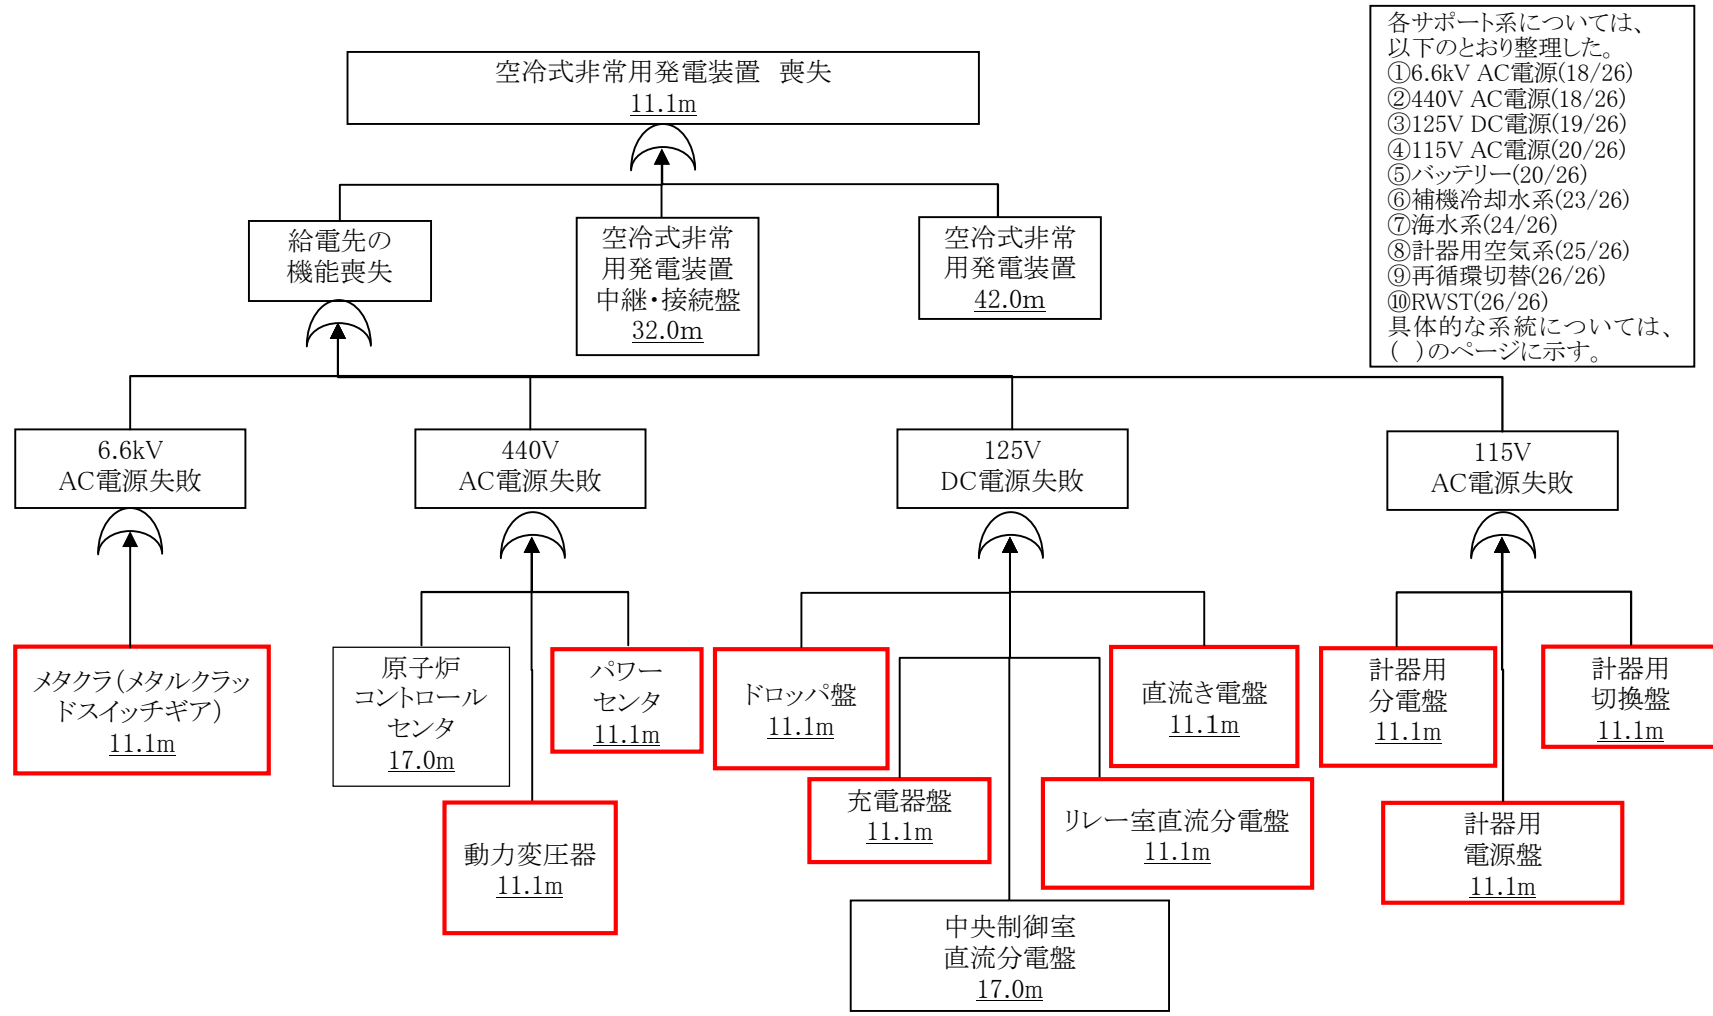 空冷式非常用発電装置 喪失
11.1m
各サポート系については、
以下のとおり整理した。
①6.6kV AC電源(18/26)
②440V AC電源(18/26)
③125V DC電源(19/26)
④115V AC電源(20/26)
⑤バッテリー(20/26)
⑥補機冷却水系(23/26)
⑦海水系(24/26)
⑧計器用空気系(25/26)
⑨再循環切替(26/26)
⑩RWST(26/26)
具体的な系統については、
( )のページに示す。
給電先の
機能喪失
空冷式非常
用発電装置
中継・接続盤
32.0m
空冷式非常
用発電装置
42.0m
6.6kV
AC電源失敗
440V
AC電源失敗
125V
DC電源失敗
115V
AC電源失敗
メタクラ(メタルクラッ
ドスイッチギア)
11.1m
原子炉
コントロール
センタ
17.0m
パワー
センタ
11.1m
動力変圧器
11.1m
ドロッパ盤
11.1m
直流き電盤
11.1m
充電器盤
11.1m
リレー室直流分電盤
11.1m
中央制御室
直流分電盤
17.0m
計器用
分電盤
11.1m
計器用
切換盤
11.1m
計器用
電源盤
11.1m